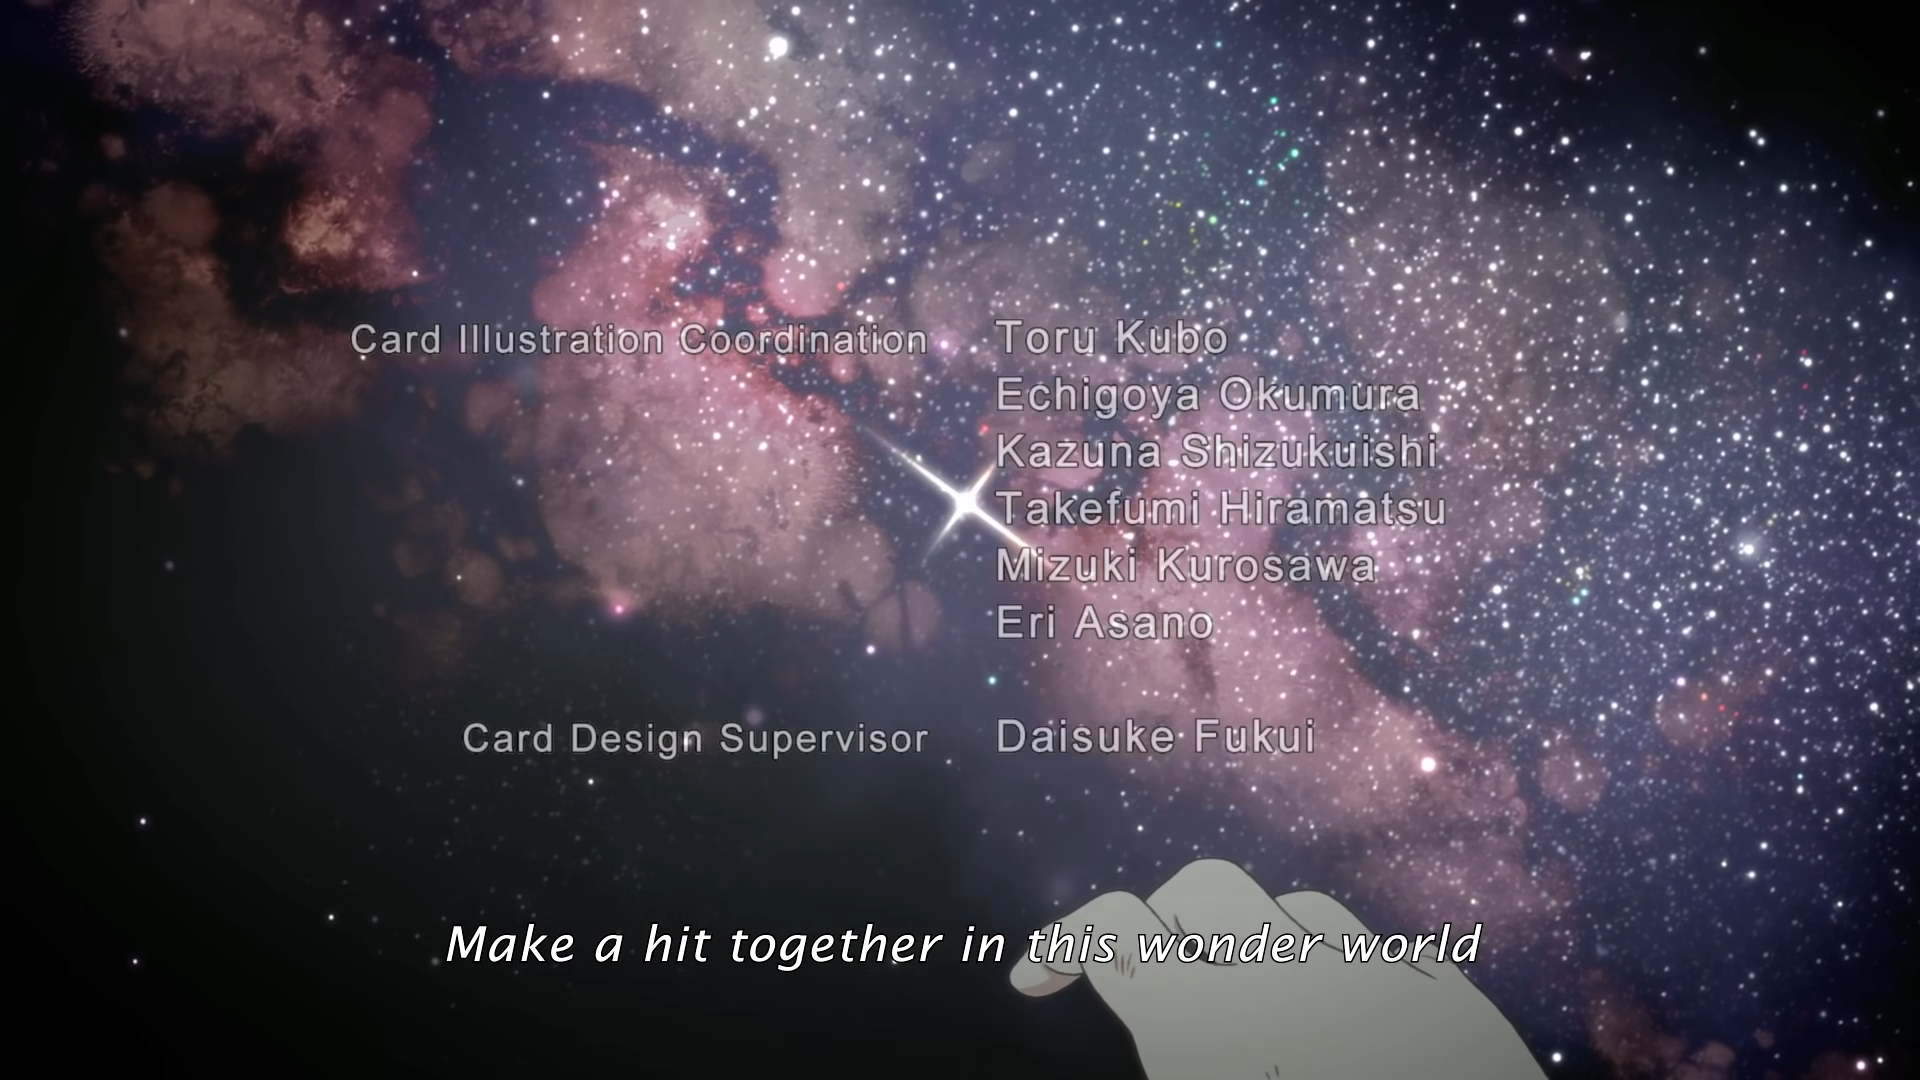 Card Illustration Coordination Toru Kubo
Echigoya Okumura
Kazuna Shizukuishi
Takefumi Hiramatsu
Mizuki Kurosawa
Eri Asano
Card Design Supervisor Daisuke Fukui
Make a hit together in this wonder world